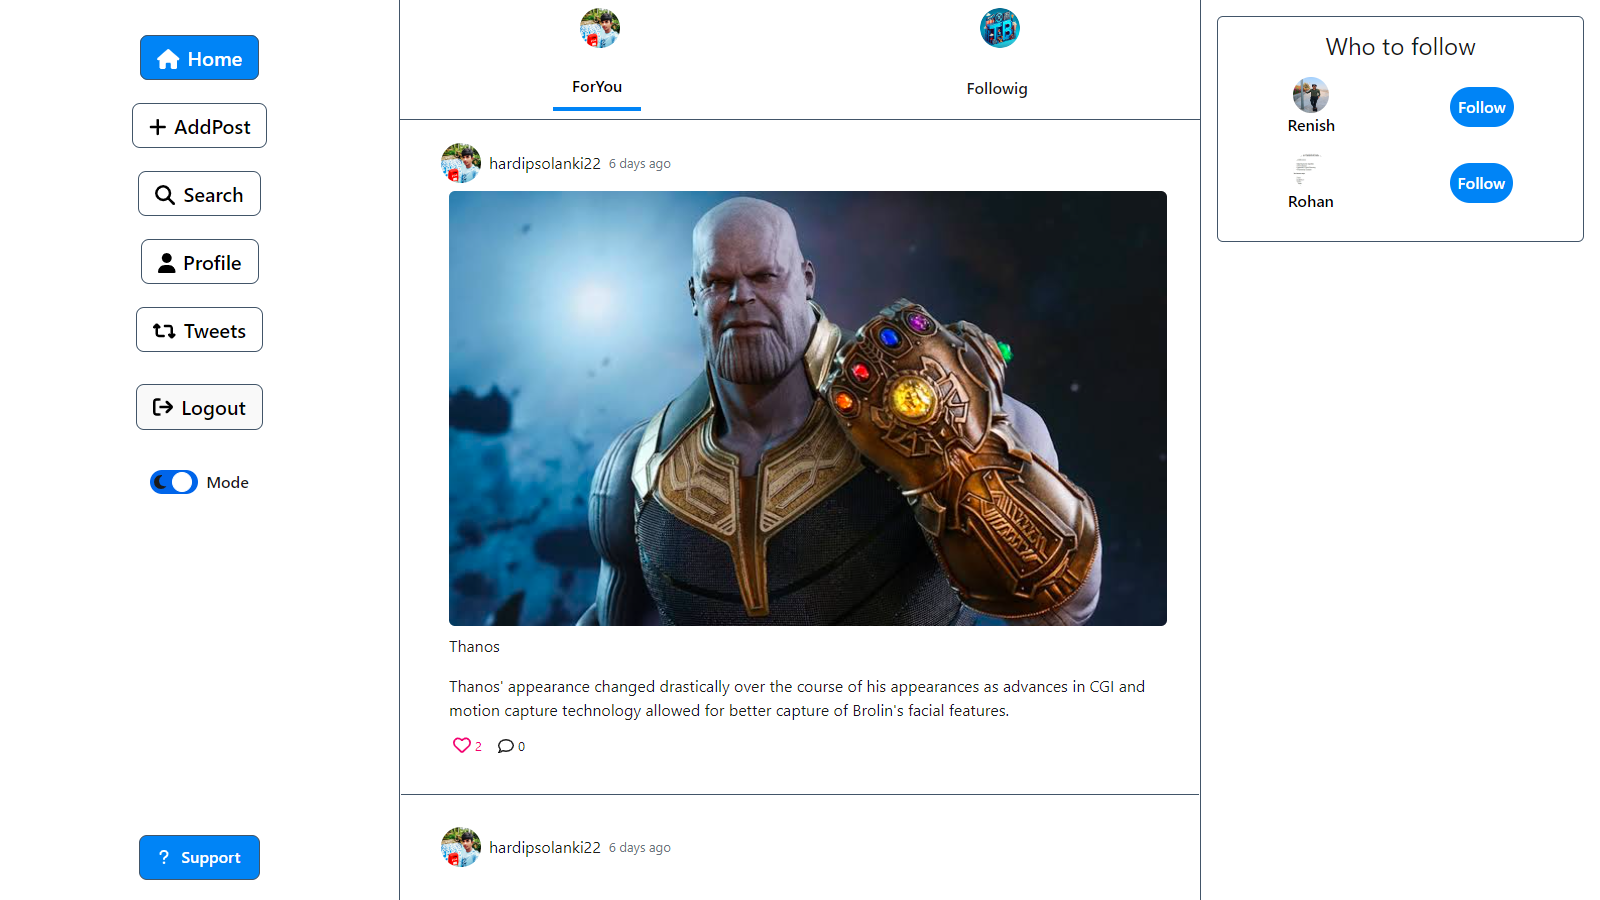 Home
AddPost
Search
Profile
Tweets
Logout
Mode
? Support
ForYou
Followig
hardipsolanki22 6 days ago
Thanos
Thanos' appearance changed drastically over the course of his appearances as advances in CGI and
motion capture technology allowed for better capture of Brolin's facial features.
2 0
hardipsolanki22 6 days ago
Who to follow
Renish
Follow
Rohan
Follow